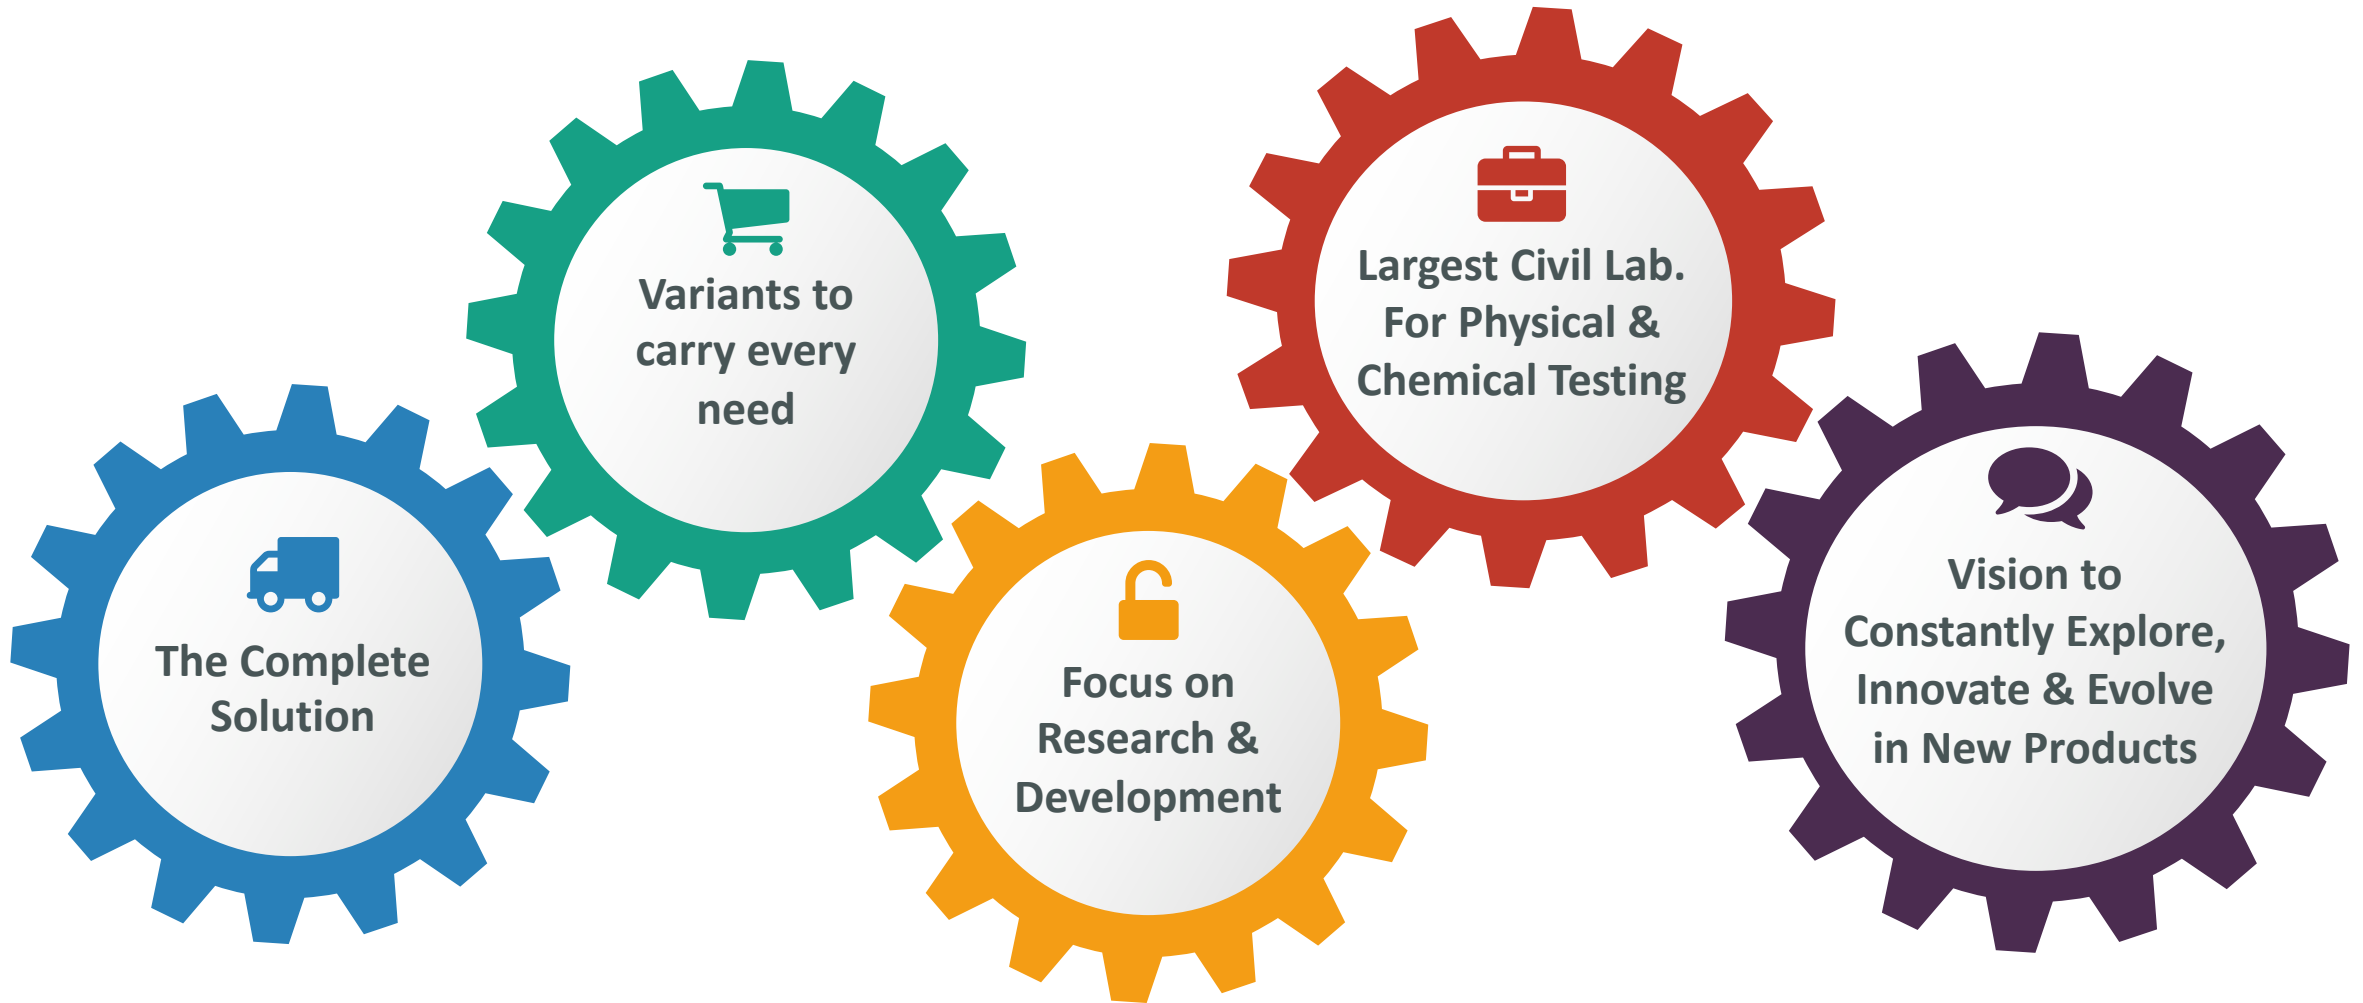 The Complete
Solution
Variants to
carry every
need
Focus on
Research &
Development
Largest Civil Lab.
For Physical &
Chemical Testing
Vision to
Constantly Explore,
Innovate & Evolve
in New Products